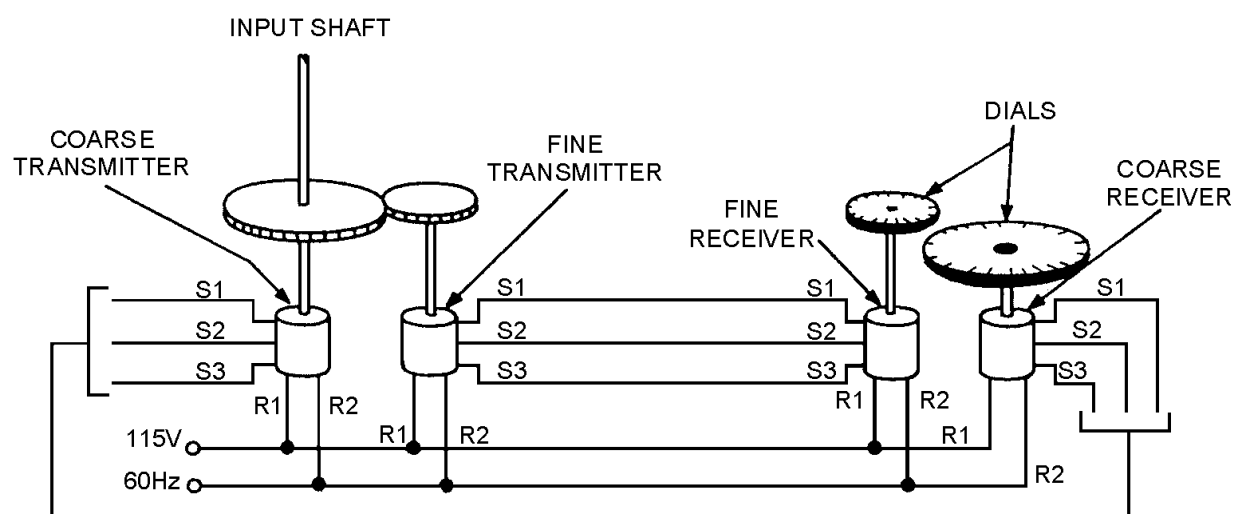 INPUT SHAFT
COARSE
TRANSMITTER
FINE
TRANSMITTER
DIALS
COARSE
RECEIVER
FINE
RECEIVER
S1
S2
S3
S1
S2
S3
S1
S2
S3
S1
S2
S3
R1
R2
R1
R2
R1
R2
R1
R2
115V
60Hz